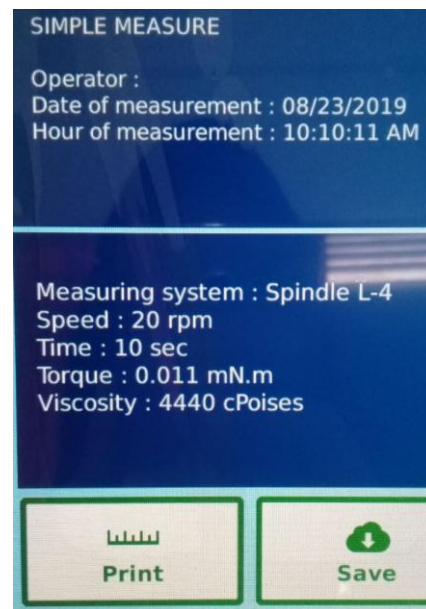 SIMPLE MEASURE
Operator :
Date of measurement : 08/23/2019
Hour of measurement : 10:10:11 AM
Measuring system : Spindle L-4
Speed : 20 rpm
Time : 10 sec
Torque : 0.011 mN.m
Viscosity : 4440 cPoises
Print
Save